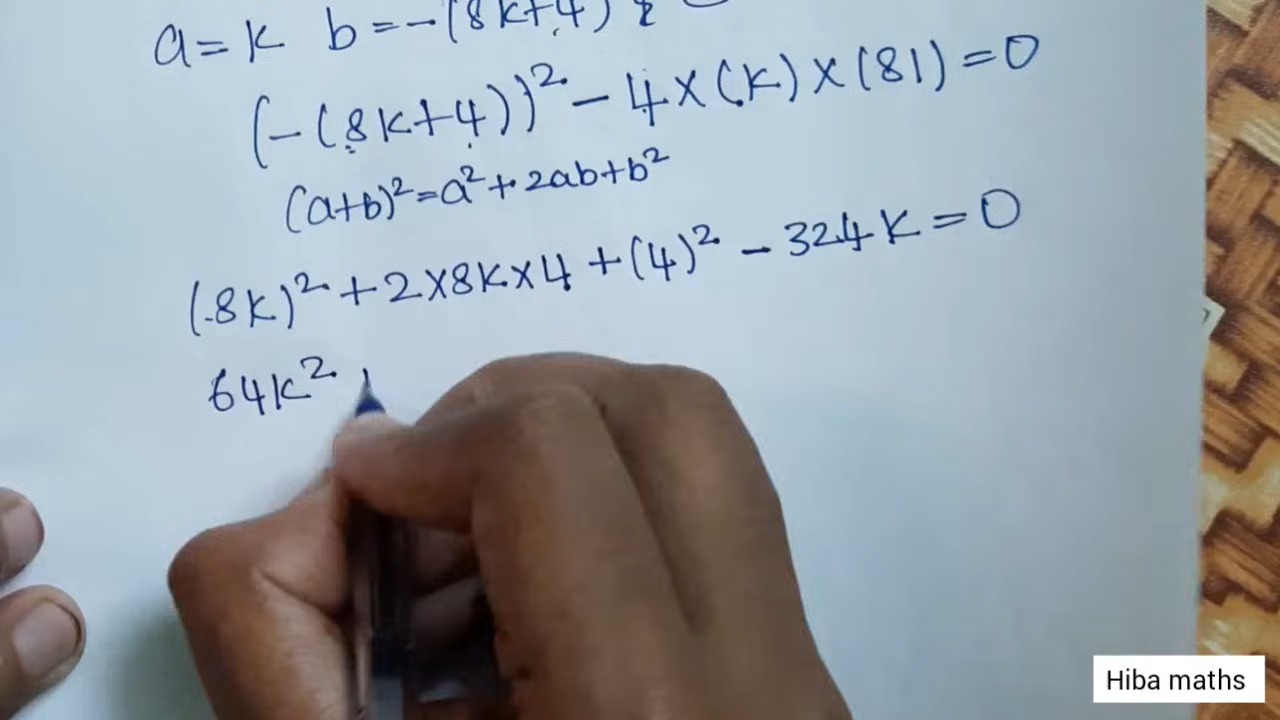 a = k b = -(8k+4)
(-(8k+4))² - 4×(k)×(81) = 0
(a+b)² = a²+2ab+b²
(8k)² + 2×8k×4 + (4)² - 324k = 0
64k²
Hiba maths